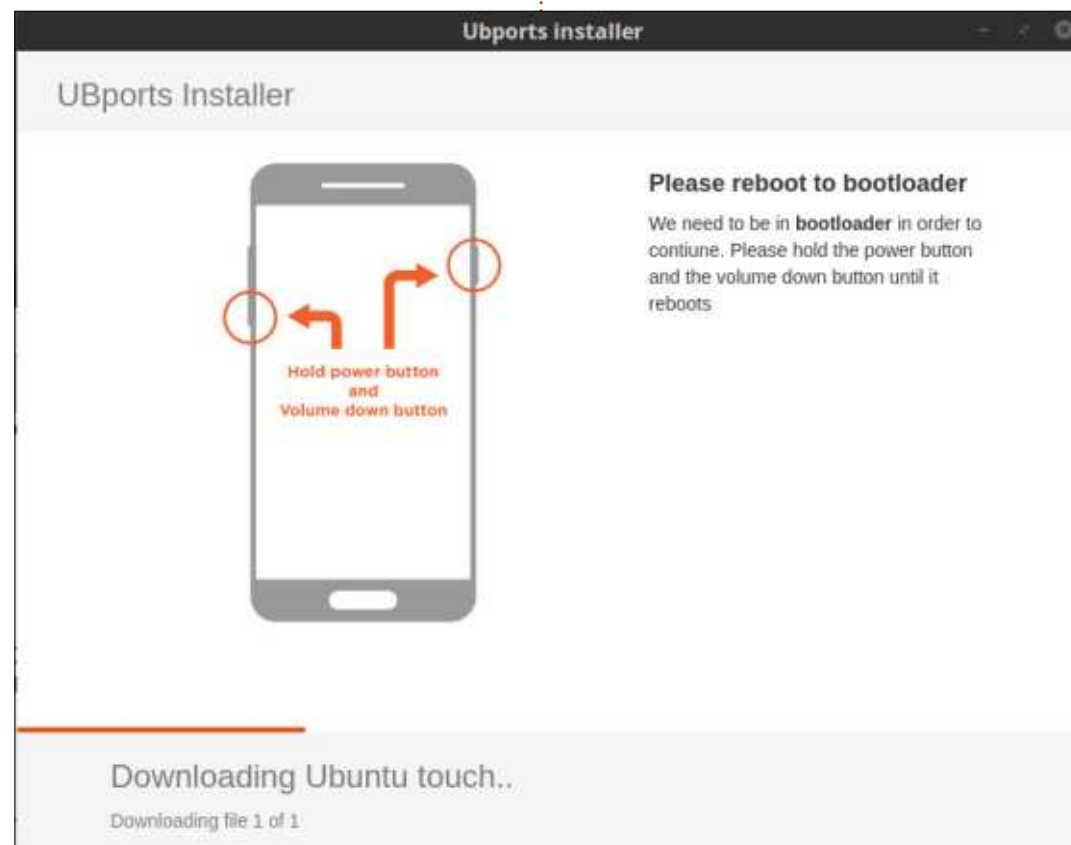 Ubports installer
UBports Installer
Please reboot to bootloader
We need to be in bootloader in order to
contiune. Please hold the power button
and the volume down button until it
reboots
Hold power button
and
Volume down button
Downloading Ubuntu touch..
Downloading file 1 of 1